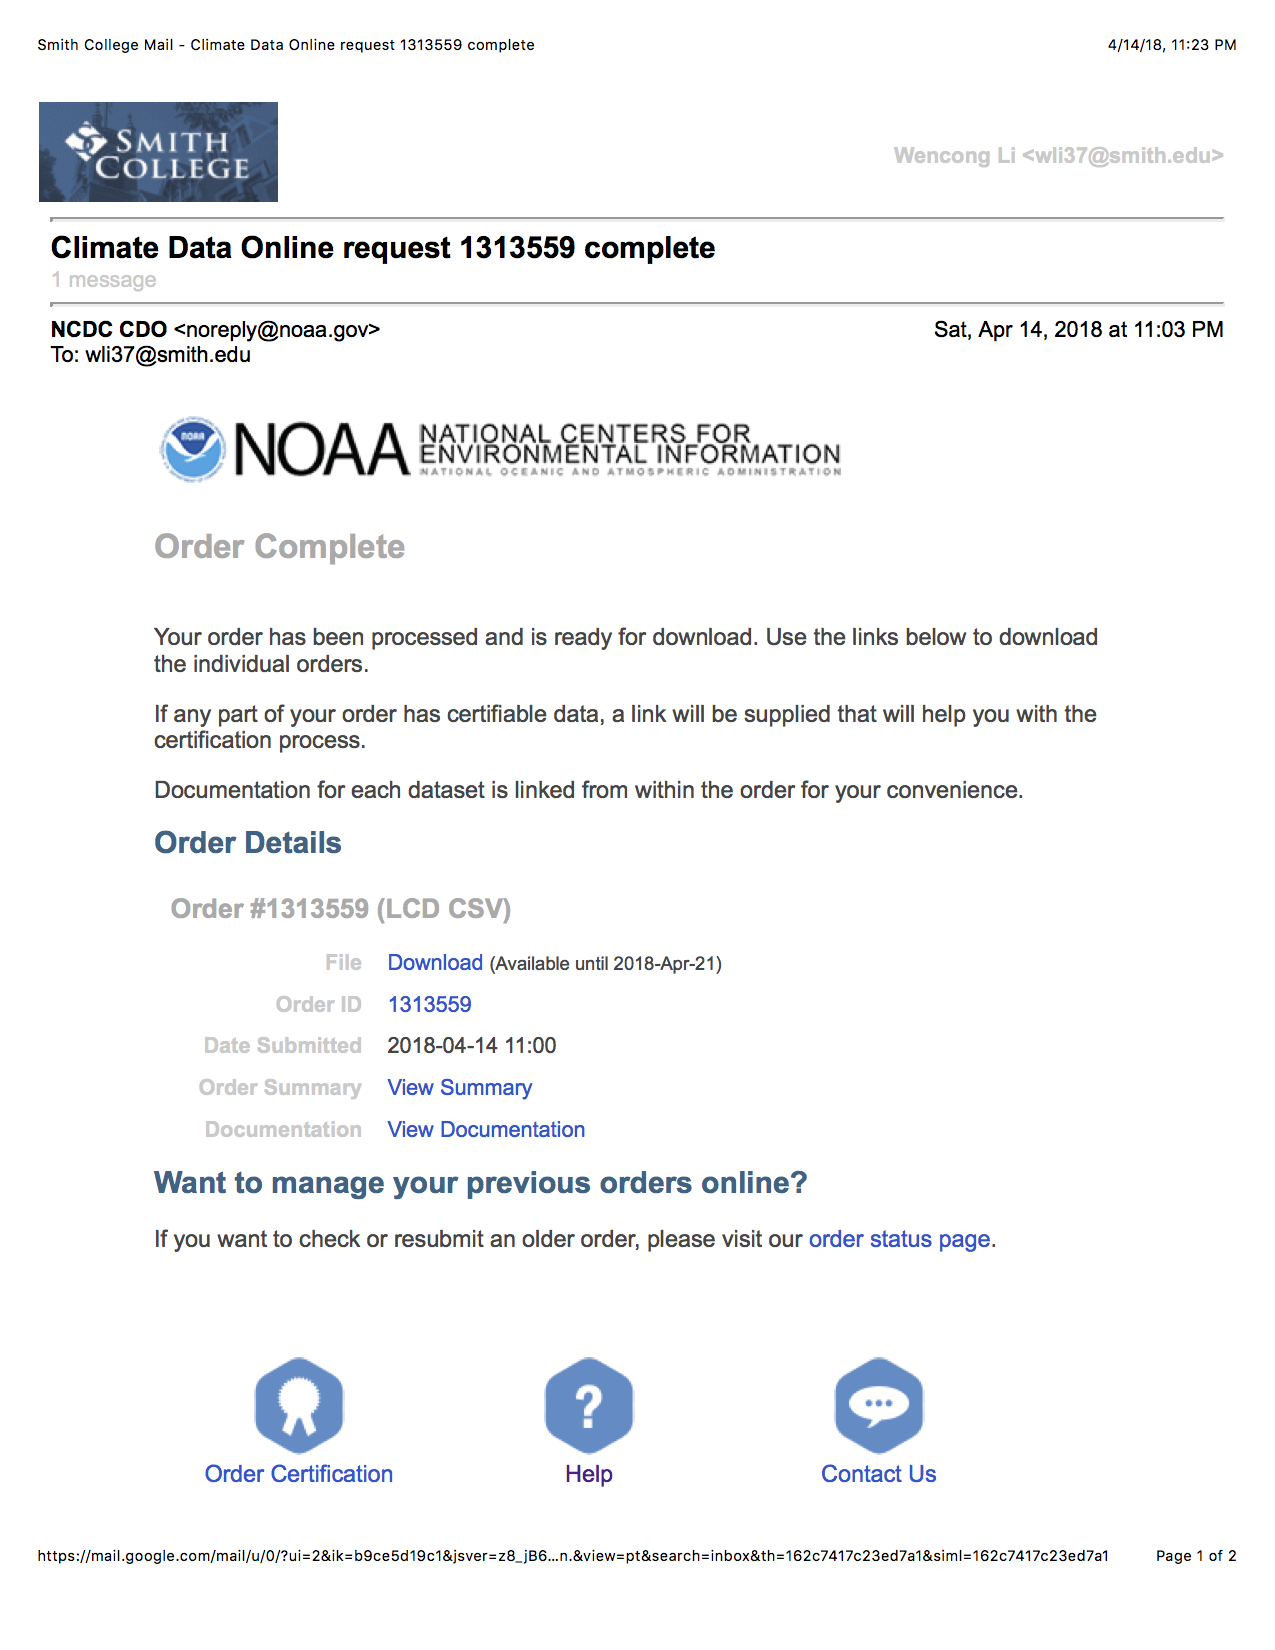 Smith College Mail - Climate Data Online request 1313559 complete
4/14/18, 11:23 PM
SMITH
COLLEGE
Wencong Li <wli37@smith.edu>
Climate Data Online request 1313559 complete
1 message
NCDC CDO <noreply@noaa.gov>
Sat, Apr 14, 2018 at 11:03 PM
To: wli37@smith.edu
NOAA
NOAA
NATIONAL CENTERS FOR
ENVIRONMENTAL INFORMATION
NATIONAL OCEANIC AND ATMOSPHERIC ADMINISTRATION
Order Complete
Your order has been processed and is ready for download. Use the links below to download
the individual orders.
If any part of your order has certifiable data, a link will be supplied that will help you with the
certification process.
Documentation for each dataset is linked from within the order for your convenience.
Order Details
Order #1313559 (LCD CSV)
File Download (Available until 2018-Apr-21)
Order ID 1313559
Date Submitted 2018-04-14 11:00
Order Summary View Summary
Documentation View Documentation
Want to manage your previous orders online?
If you want to check or resubmit an older order, please visit our order status page.
?
Order Certification
Help
Contact Us
https://mail.google.com/mail/u/0/?ui=2&ik=b9ce5d19c1&jsver=z8_jB6…n.&view=pt&search=inbox&th=162c7417c23ed7a1&siml=162c7417c23ed7a1
Page 1 of 2